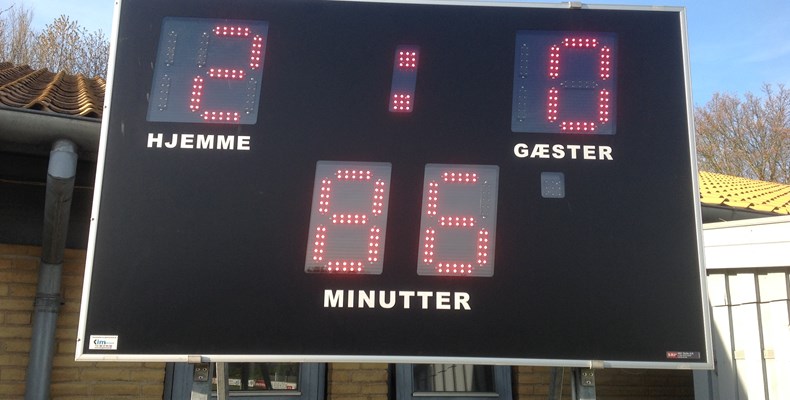 2 : 0
HJEMME GÆSTER
86
MINUTTER